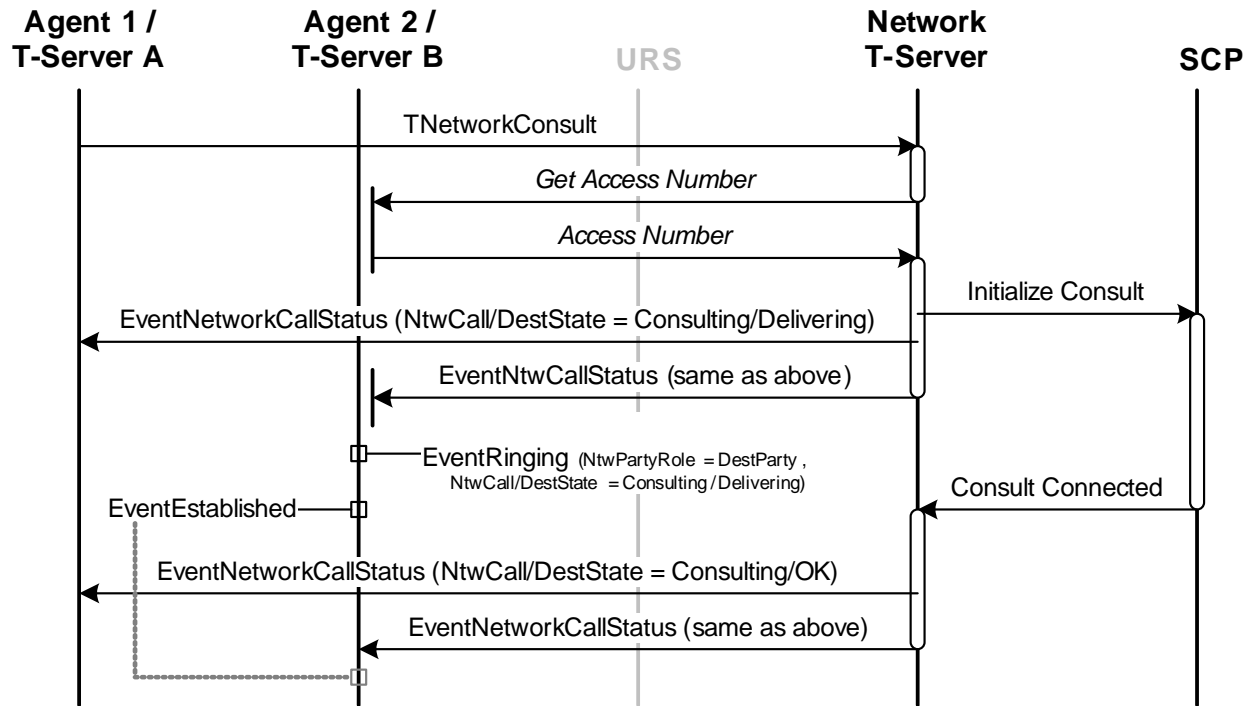 Agent 1 /
T-Server A
Agent 2 /
T-Server B
URS
Network
T-Server
SCP
TNetworkConsult
Get Access Number
Access Number
Initialize Consult
EventNetworkCallStatus (NtwCall/DestState = Consulting/Delivering)
EventNtwCallStatus (same as above)
EventRinging (NtwPartyRole = DestParty ,
NtwCall/DestState = Consulting / Delivering)
Consult Connected
EventEstablished
EventNetworkCallStatus (NtwCall/DestState = Consulting/OK)
EventNetworkCallStatus (same as above)